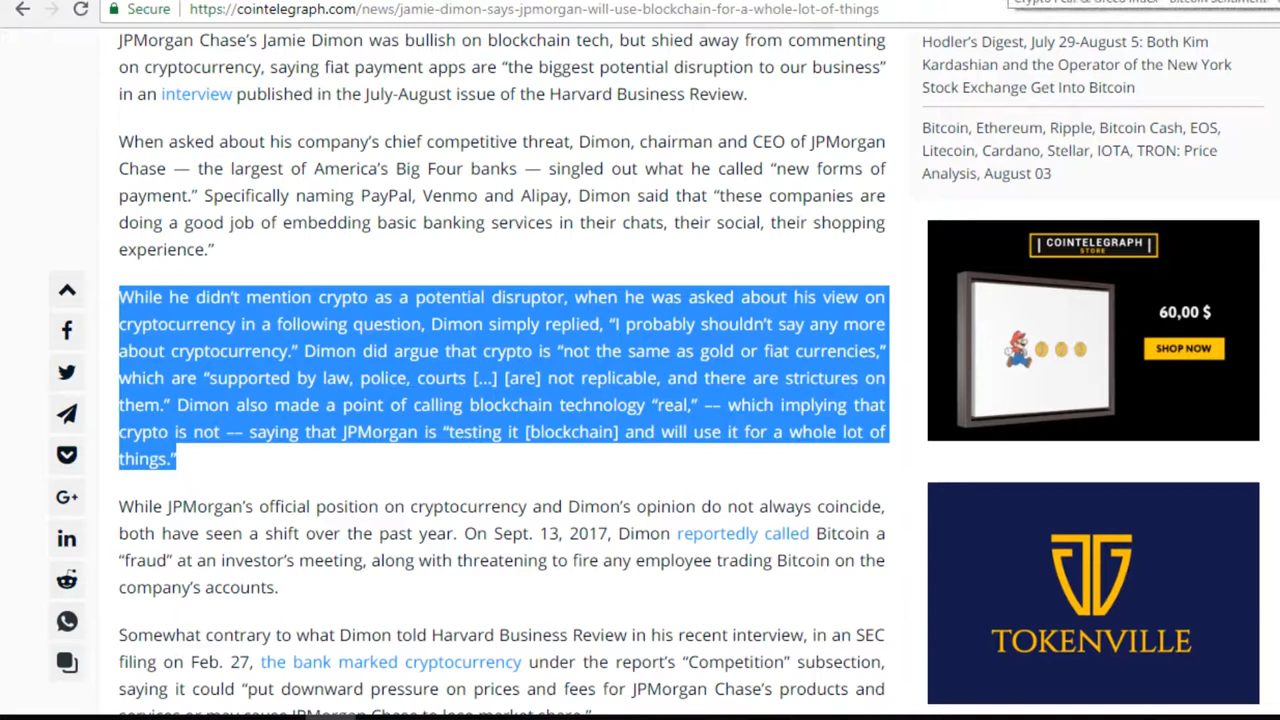 Secure
https://cointelegraph.com/news/jamie-dimon-says-jpmorgan-will-use-blockchain-for-a-whole-lot-of-things
JPMorgan Chase’s Jamie Dimon was bullish on blockchain tech, but shied away from commenting
on cryptocurrency, saying fiat payment apps are “the biggest potential disruption to our business”
in an interview published in the July-August issue of the Harvard Business Review.
When asked about his company’s chief competitive threat, Dimon, chairman and CEO of JPMorgan
Chase — the largest of America’s Big Four banks — singled out what he called “new forms of
payment.” Specifically naming PayPal, Venmo and Alipay, Dimon said that “these companies are
doing a good job of embedding basic banking services in their chats, their social, their shopping
experience.”
While he didn’t mention crypto as a potential disruptor, when he was asked about his view on
cryptocurrency in a following question, Dimon simply replied, “I probably shouldn’t say any more
about cryptocurrency.” Dimon did argue that crypto is “not the same as gold or fiat currencies,”
which are “supported by law, police, courts [...] [are] not replicable, and there are strictures on
them.” Dimon also made a point of calling blockchain technology “real,” –– which implying that
crypto is not –– saying that JPMorgan is “testing it [blockchain] and will use it for a whole lot of
things.”
While JPMorgan’s official position on cryptocurrency and Dimon’s opinion do not always coincide,
both have seen a shift over the past year. On Sept. 13, 2017, Dimon reportedly called Bitcoin a
“fraud” at an investor’s meeting, along with threatening to fire any employee trading Bitcoin on the
company’s accounts.
Somewhat contrary to what Dimon told Harvard Business Review in his recent interview, in an SEC
filing on Feb. 27, the bank marked cryptocurrency under the report’s “Competition” subsection,
saying it could “put downward pressure on prices and fees for JPMorgan Chase’s products and
services or may cause JPMorgan Chase to lose market share.”
Hodler’s Digest, July 29-August 5: Both Kim
Kardashian and the Operator of the New York
Stock Exchange Get Into Bitcoin
Bitcoin, Ethereum, Ripple, Bitcoin Cash, EOS,
Litecoin, Cardano, Stellar, IOTA, TRON: Price
Analysis, August 03
COINTELEGRAPH
STORE
60,00 $
SHOP NOW
TOKENVILLE
G+
in